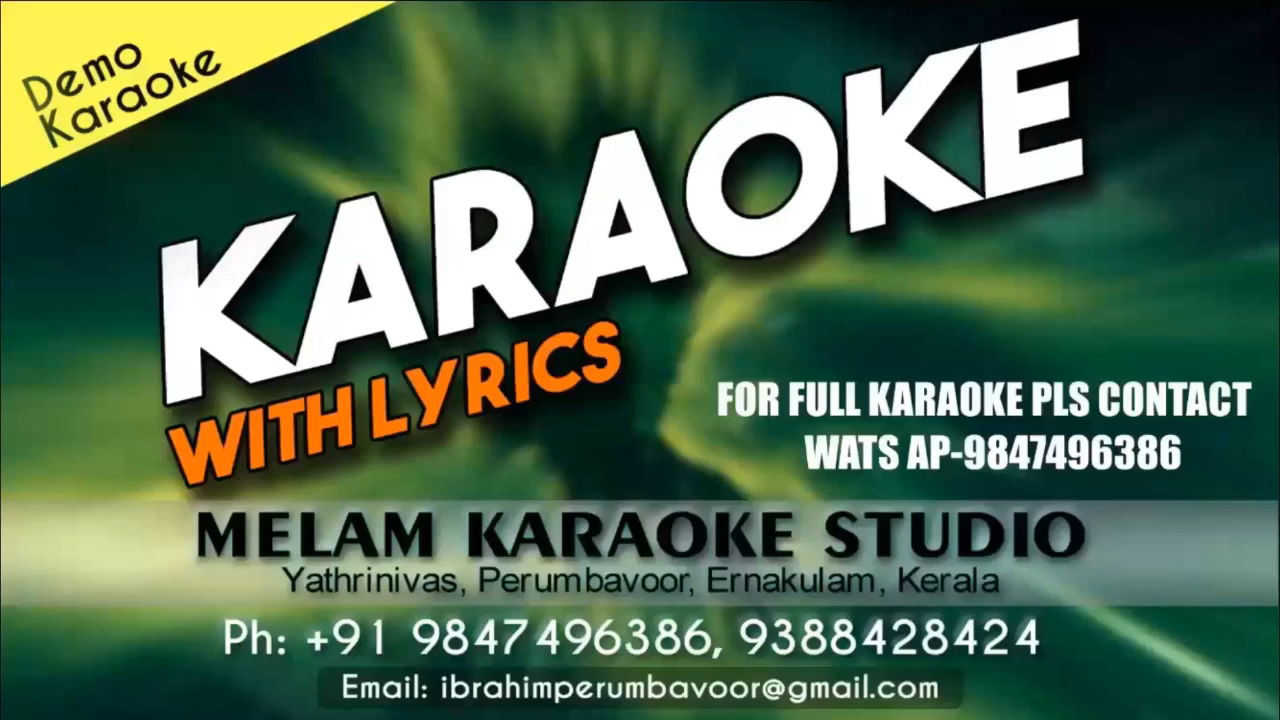 Demo
Karaoke
KARAOKE
WITH LYRICS
FOR FULL KARAOKE PLS CONTACT
WATS AP-9847496386
MELAM KARAOKE STUDIO
Yathrinivas, Perumbavoor, Ernakulam, Kerala
Ph: +91 9847496386, 9388428424
Email: ibrahimperumbavoor@gmail.com